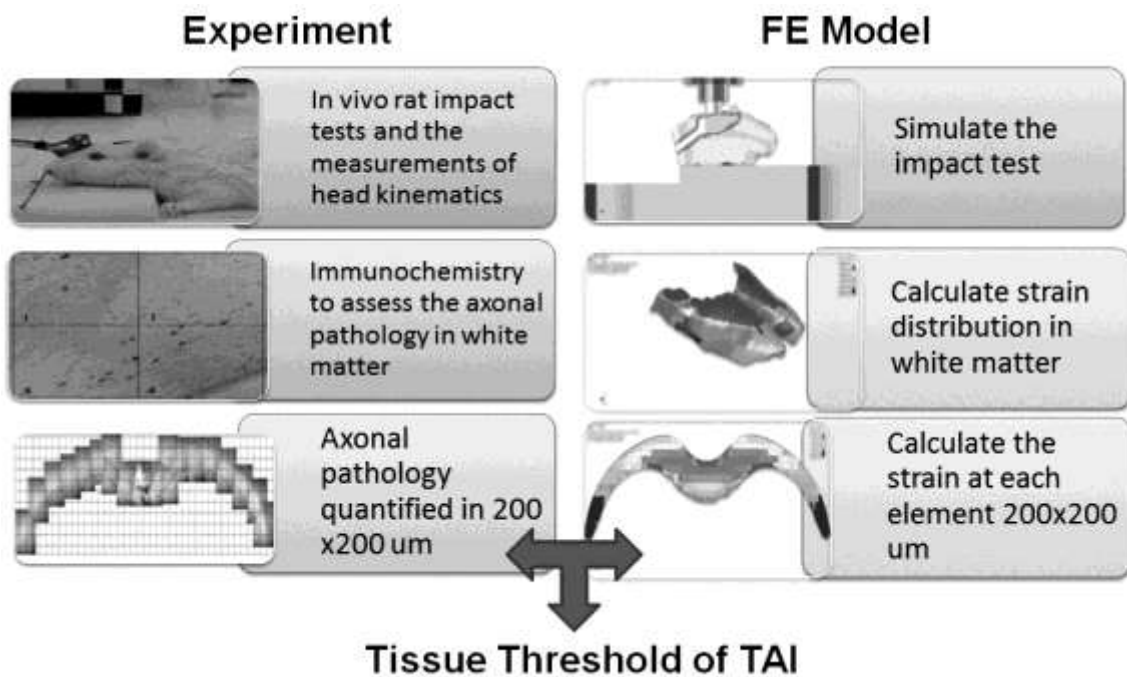 Experiment
In vivo rat impact
tests and the
measurements of
head kinematics
Immunochemistry
to assess the axonal
pathology in white
matter
Axonal
pathology
quantified in 200
x200 um
FE Model
Simulate the
impact test
Calculate strain
distribution in
white matter
Calculate the
strain at each
element 200x200
um
Tissue Threshold of TAI